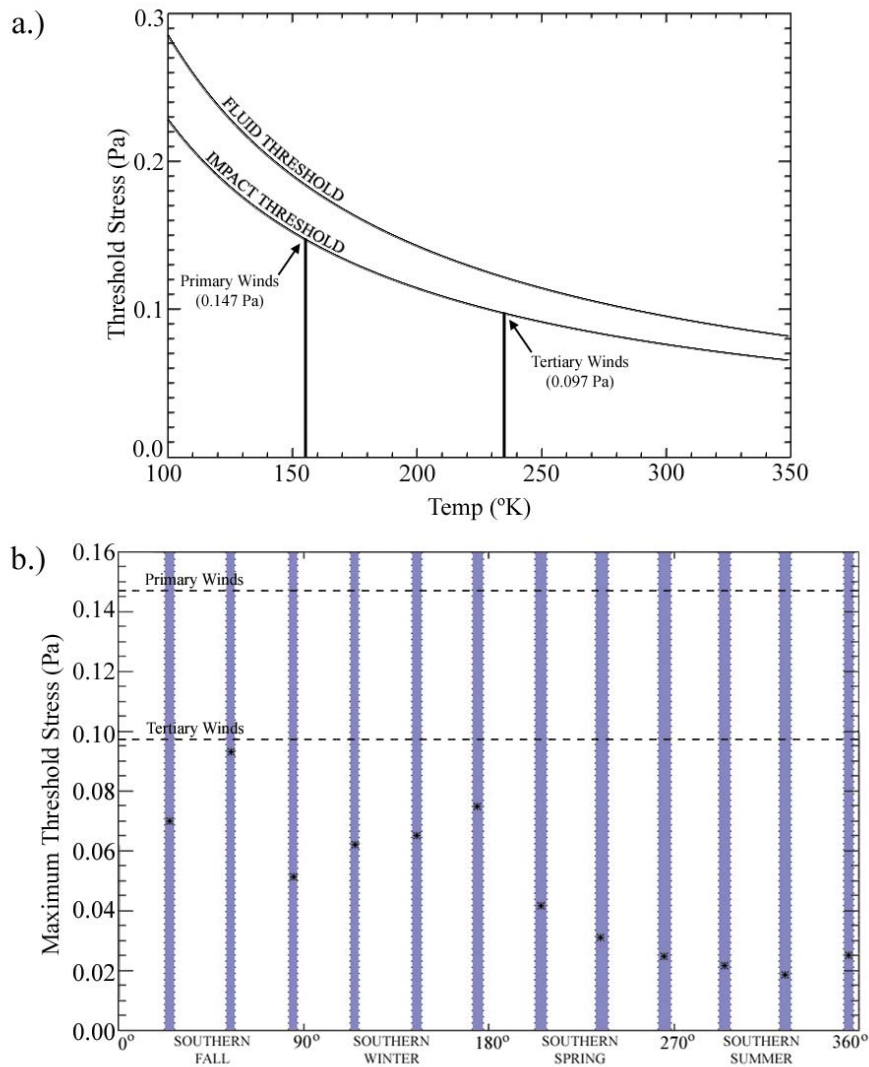 a.)
0.3
0.2
0.1
0.0
Threshold Stress (Pa)
FLUID THRESHOLD
IMPACT THRESHOLD
Primary Winds
(0.147 Pa)
Tertiary Winds
(0.097 Pa)
100 150 200 250 300 350
Temp (ºK)
b.)
0.16
0.14
0.12
0.10
0.08
0.06
0.04
0.02
0.00
Maximum Threshold Stress (Pa)
Primary Winds
Tertiary Winds
0º 90º 180º 270º 360º
SOUTHERN FALL
SOUTHERN WINTER
SOUTHERN SPRING
SOUTHERN SUMMER